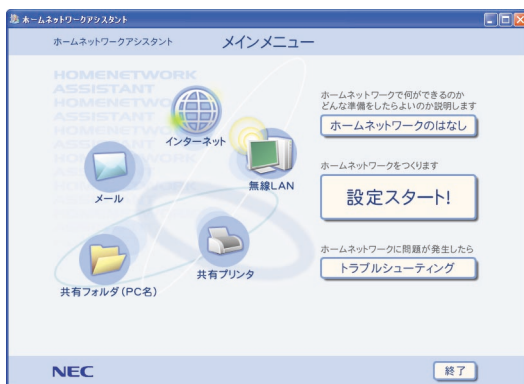 ホームネットワークアシスタント
ホームネットワークアシスタント
メインメニュー
HOMENETWORK
ASSISTANT
HOMENETWORK
ASSISTANT
インターネット
無線LAN
メール
共有プリンタ
共有フォルダ(PC名)
ホームネットワークで何ができるのか
どんな準備をしたらよいのか説明します
ホームネットワークのはなし
ホームネットワークをつくります
設定スタート!
ホームネットワークに問題が発生したら
トラブルシューティング
NEC
終了